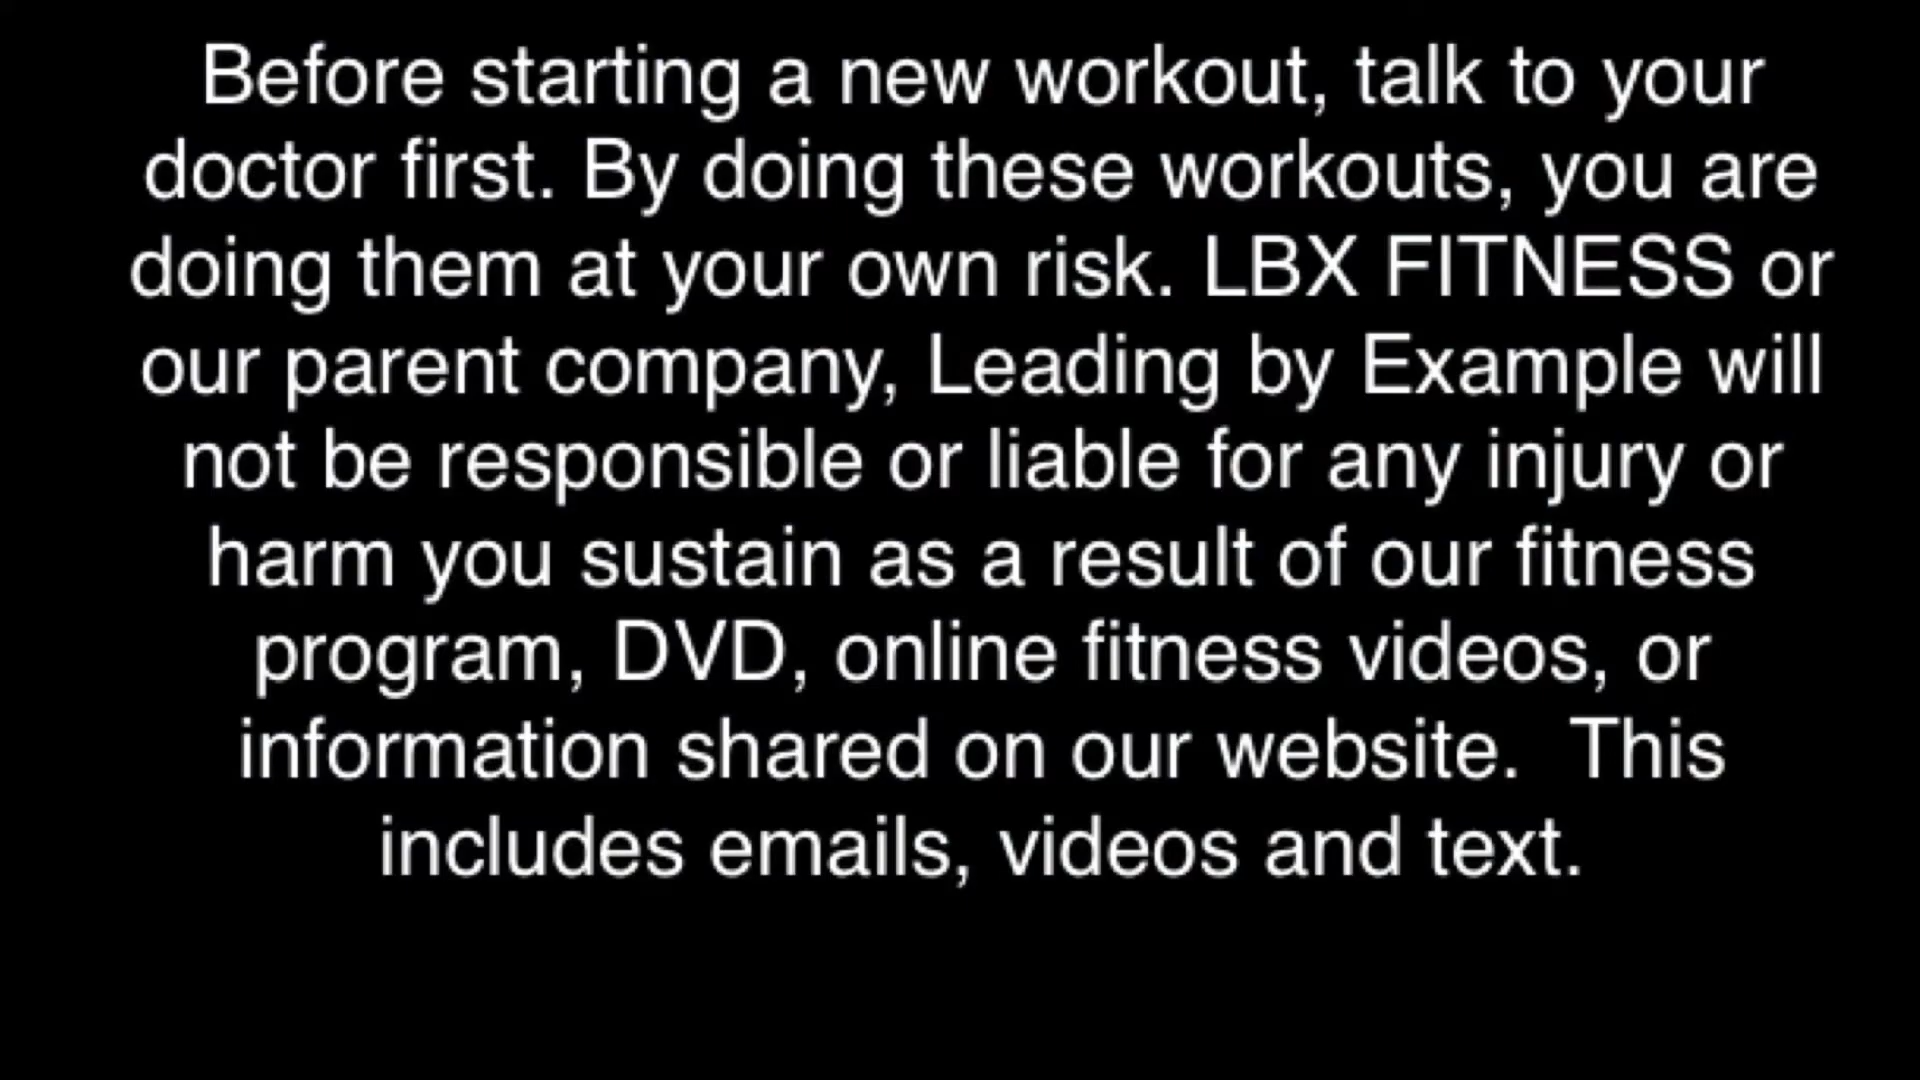 Before starting a new workout, talk to your
doctor first. By doing these workouts, you are
doing them at your own risk. LBX FITNESS or
our parent company, Leading by Example will
not be responsible or liable for any injury or
harm you sustain as a result of our fitness
program, DVD, online fitness videos, or
information shared on our website.  This
includes emails, videos and text.